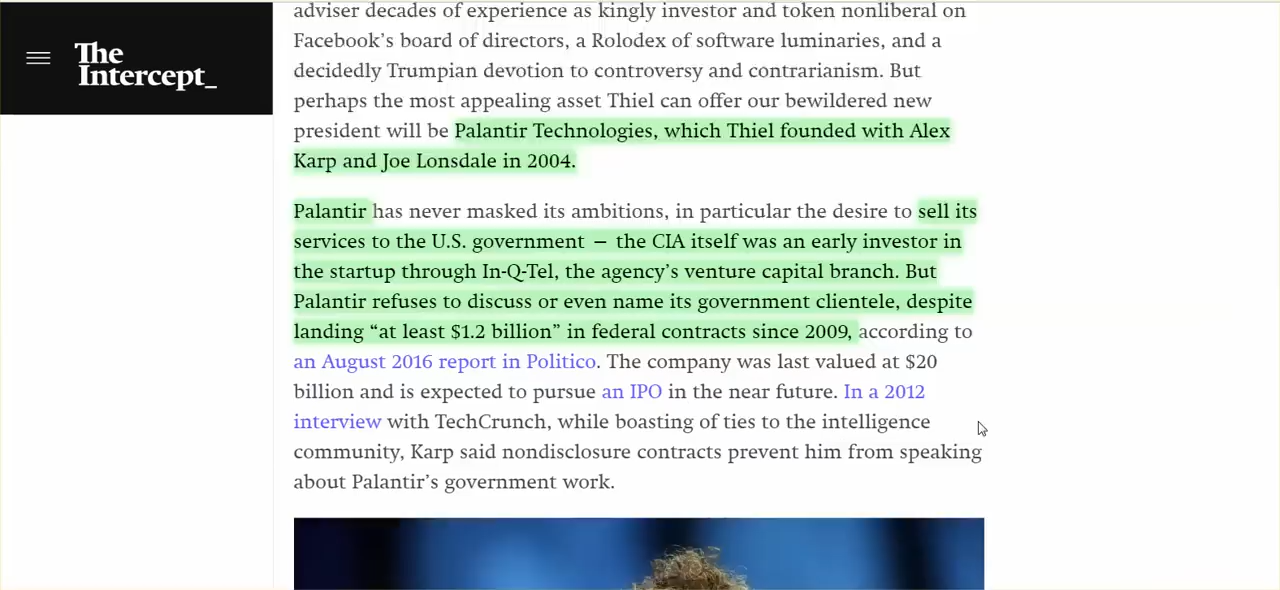 The
Intercept_
adviser decades of experience as kingly investor and token nonliberal on
Facebook’s board of directors, a Rolodex of software luminaries, and a
decidedly Trumpian devotion to controversy and contrarianism. But
perhaps the most appealing asset Thiel can offer our bewildered new
president will be Palantir Technologies, which Thiel founded with Alex
Karp and Joe Lonsdale in 2004.
Palantir has never masked its ambitions, in particular the desire to sell its
services to the U.S. government — the CIA itself was an early investor in
the startup through In-Q-Tel, the agency’s venture capital branch. But
Palantir refuses to discuss or even name its government clientele, despite
landing “at least $1.2 billion” in federal contracts since 2009, according to
an August 2016 report in Politico. The company was last valued at $20
billion and is expected to pursue an IPO in the near future. In a 2012
interview with TechCrunch, while boasting of ties to the intelligence
community, Karp said nondisclosure contracts prevent him from speaking
about Palantir’s government work.